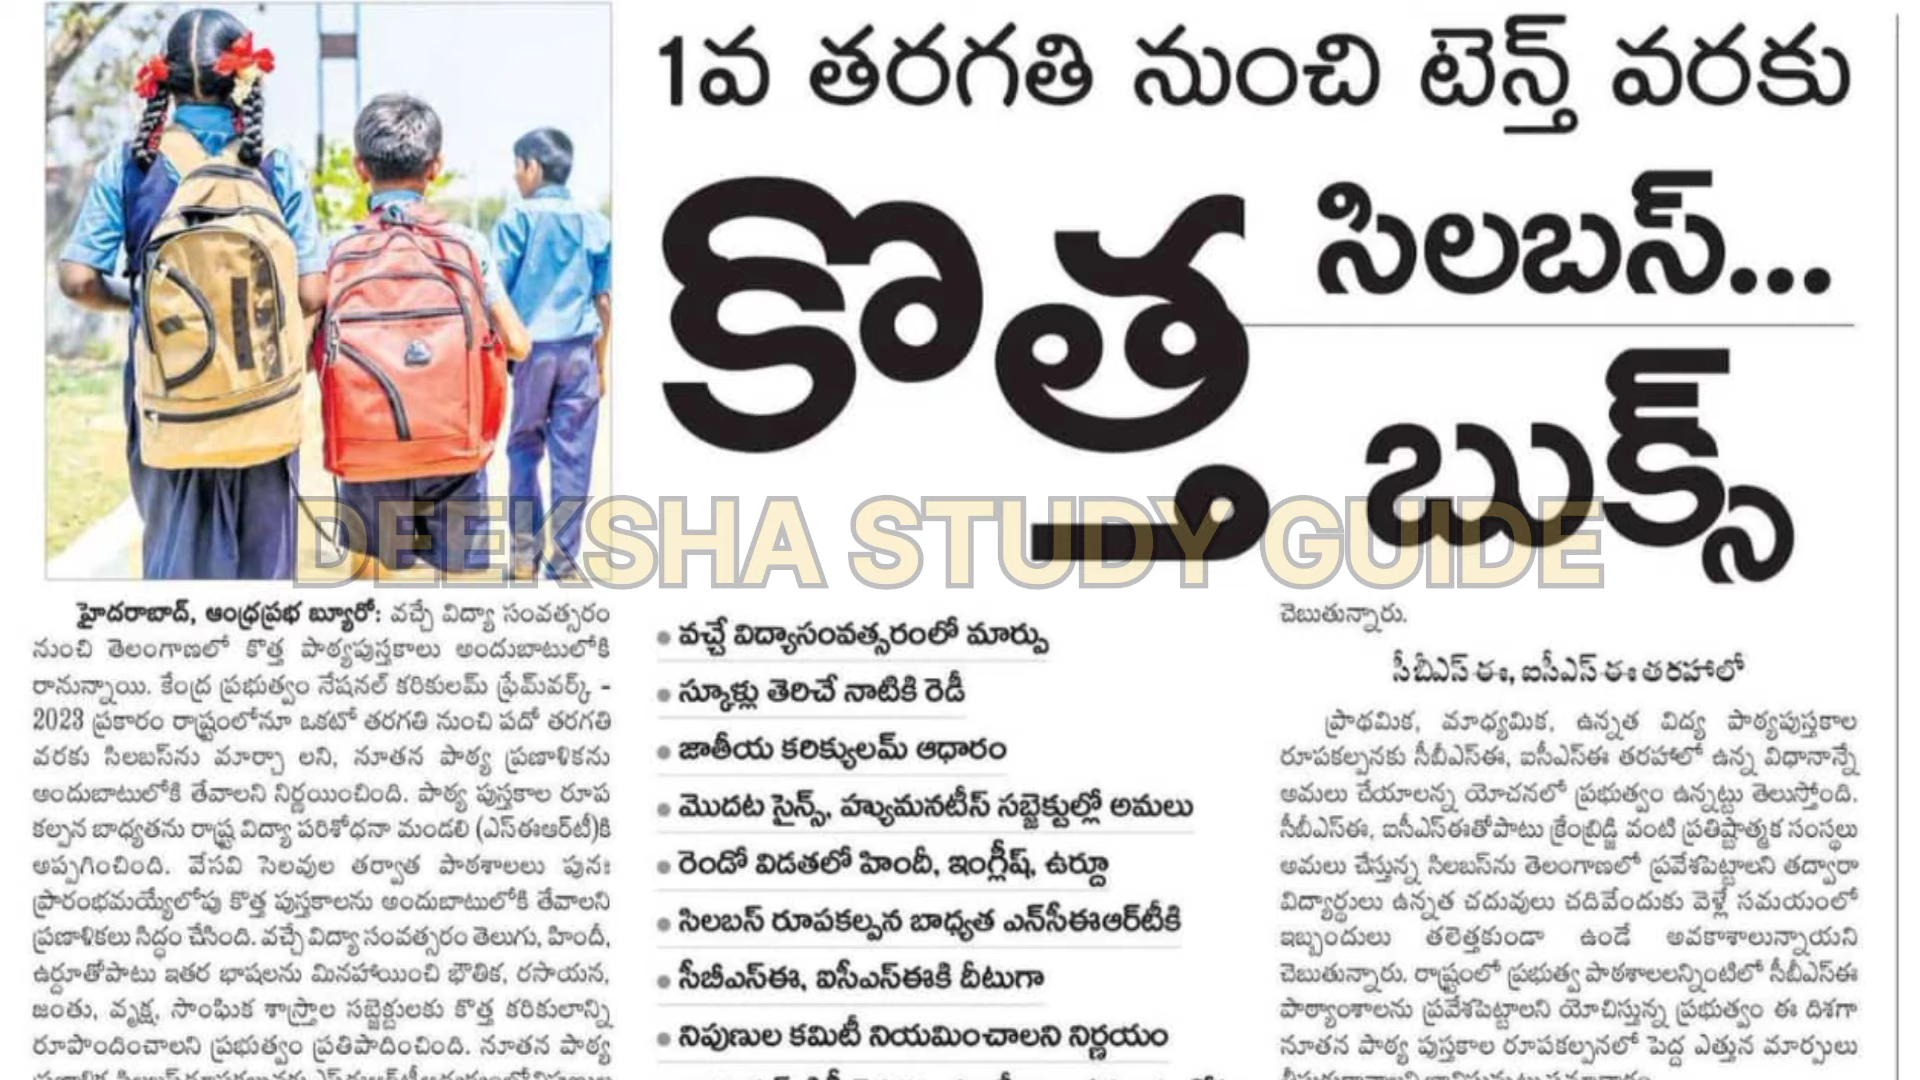 1వ తరగతి నుంచి టెన్త్ వరకు
కొత్త సిలబస్...
బుక్స్
DEEKSHA STUDY GUIDE
హైదరాబాద్, ఆంధ్రప్రభ బ్యూరో: వచ్చే విద్యా సంవత్సరం
నుంచి తెలంగాణలో కొత్త పాఠ్యపుస్తకాలు అందుబాటులోకి
రానున్నాయి. కేంద్ర ప్రభుత్వం నేషనల్ కరికులమ్ ఫ్రేమ్‌వర్క్ -
2023 ప్రకారం రాష్ట్రంలోనూ ఒకటో తరగతి నుంచి పదో తరగతి
వరకు సిలబస్‌ను మార్చా లని, నూతన పాఠ్య ప్రణాళికను
అందుబాటులోకి తేవాలని నిర్ణయించింది. పాఠ్య పుస్తకాల రూప
కల్పన బాధ్యతను రాష్ట్ర విద్యా పరిశోధనా మండలి (ఎస్ఈఆర్‌టీ)కి
అప్పగించింది. వేసవి సెలవుల తర్వాత పాఠశాలలు పునః
ప్రారంభమయ్యేలోపు కొత్త పుస్తకాలను అందుబాటులోకి తేవాలని
ప్రణాళికలు సిద్ధం చేసింది. వచ్చే విద్యా సంవత్సరం తెలుగు, హిందీ,
ఉర్దూతోపాటు ఇతర భాషలను మినహాయించి భౌతిక, రసాయన,
జంతు, వృక్ష, సాంఘిక శాస్త్రాల సబ్జెక్టులకు కొత్త కరికులాన్ని
రూపొందించాలని ప్రభుత్వం ప్రతిపాదించింది. నూతన పాఠ్య
వచ్చే విద్యాసంవత్సరంలో మార్పు
స్కూళ్లు తెరిచే నాటికి రెడీ
జాతీయ కరిక్యులమ్ ఆధారం
మొదట సైన్స్, హ్యుమనటీస్ సబ్జెక్టుల్లో అమలు
రెండో విడతలో హిందీ, ఇంగ్లీష్, ఉర్దూ
సిలబస్ రూపకల్పన బాధ్యత ఎన్‌సీఈఆర్‌టీకి
సీబీఎస్ఈ, ఐసీఎస్ఈకి దీటుగా
నిపుణుల కమిటీ నియమించాలని నిర్ణయం
చెబుతున్నారు.
సీబీఎస్ ఈ, ఐసీఎస్ ఈ తరహాలో
ప్రాథమిక, మాధ్యమిక, ఉన్నత విద్య పాఠ్యపుస్తకాల
రూపకల్పనకు సీబీఎస్ఈ, ఐసీఎస్ఈ తరహాలో ఉన్న విధానాన్నే
అమలు చేయాలన్న యోచనలో ప్రభుత్వం ఉన్నట్టు తెలుస్తోంది.
సీబీఎస్ఈ, ఐసీఎస్ఈతోపాటు క్రేంబ్రిడ్జి వంటి ప్రతిష్టాత్మక సంస్థలు
అమలు చేస్తున్న సిలబస్‌ను తెలంగాణలో ప్రవేశపెట్టాలని తద్వారా
విద్యార్థులు ఉన్నత చదువులు చదివేందుకు వెళ్లే సమయంలో
ఇబ్బందులు తలెత్తకుండా ఉండే అవకాశాలున్నాయని
చెబుతున్నారు. రాష్ట్రంలో ప్రభుత్వ పాఠశాలలన్నింటిలో సీబీఎస్ఈ
పాఠ్యాంశాలను ప్రవేశపెట్టాలని యోచిస్తున్న ప్రభుత్వం ఈ దిశగా
నూతన పాఠ్య పుస్తకాల రూపకల్పనలో పెద్ద ఎత్తున మార్పులు